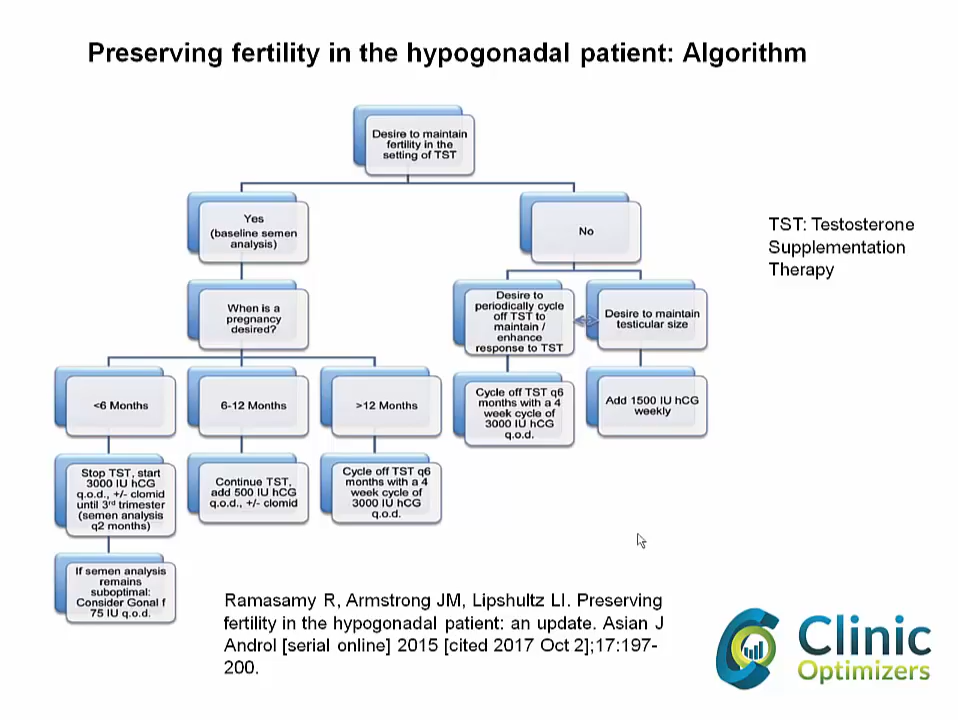 Preserving fertility in the hypogonadal patient: Algorithm
Desire to maintain
fertility in the
setting of TST
Yes
(baseline semen
analysis)
No
TST: Testosterone
Supplementation
Therapy
When is a
pregnancy
desired?
Desire to
periodically cycle
off TST to
maintain /
enhance
response to TST
Desire to maintain
testicular size
<6 Months
6-12 Months
>12 Months
Cycle off TST q6
months with a 4
week cycle of
3000 IU hCG
q.o.d.
Add 1500 IU hCG
weekly
Stop TST, start
3000 IU hCG
q.o.d., +/- clomid
until 3rd trimester
(semen analysis
q2 months)
Continue TST,
add 500 IU hCG
q.o.d., +/- clomid
Cycle off TST q6
months with a 4
week cycle of
3000 IU hCG
q.o.d.
If semen analysis
remains
suboptimal:
Consider Gonal f
75 IU q.o.d.
Ramasamy R, Armstrong JM, Lipshultz LI. Preserving
fertility in the hypogonadal patient: an update. Asian J
Androl [serial online] 2015 [cited 2017 Oct 2];17:197-
200.
Clinic
Optimizers